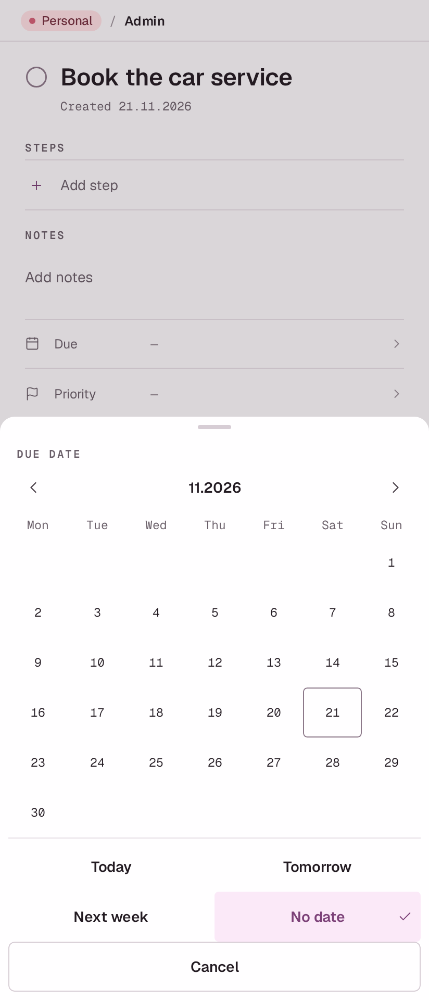 Personal / Admin
Book the car service
Created 21.11.2026
STEPS
+ Add step
NOTES
Add notes
Due –
Priority –
DUE DATE
11.2026
Mon Tue Wed Thu Fri Sat Sun
1
2 3 4 5 6 7 8
9 10 11 12 13 14 15
16 17 18 19 20 21 22
23 24 25 26 27 28 29
30
Today Tomorrow
Next week No date
Cancel